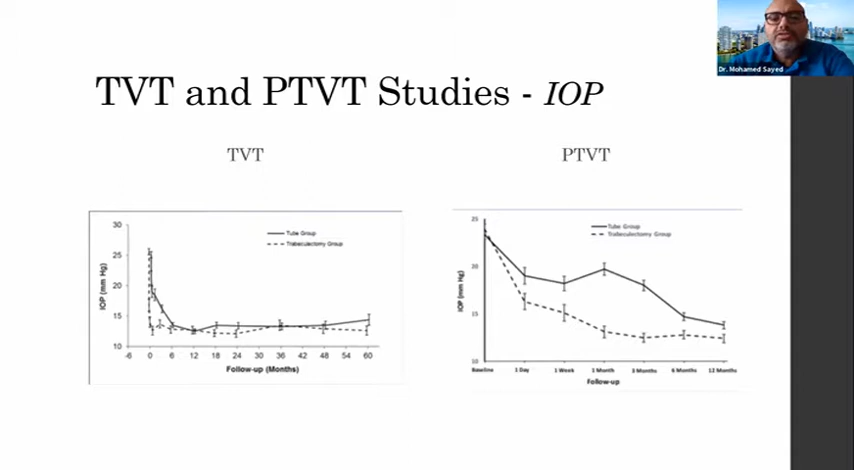 Dr. Mohamed Sayed
TVT and PTVT Studies - IOP
TVT
PTVT
30
25
20
15
10
IOP (mm Hg)
Tube Group
Trabeculectomy Group
-6 0 6 12 18 24 30 36 42 48 54 60
Follow-up (Months)
25
20
15
10
IOP (mm Hg)
Tube Group
Trabeculectomy Group
Baseline 1 Day 1 Week 1 Month 3 Months 6 Months 12 Months
Follow-up